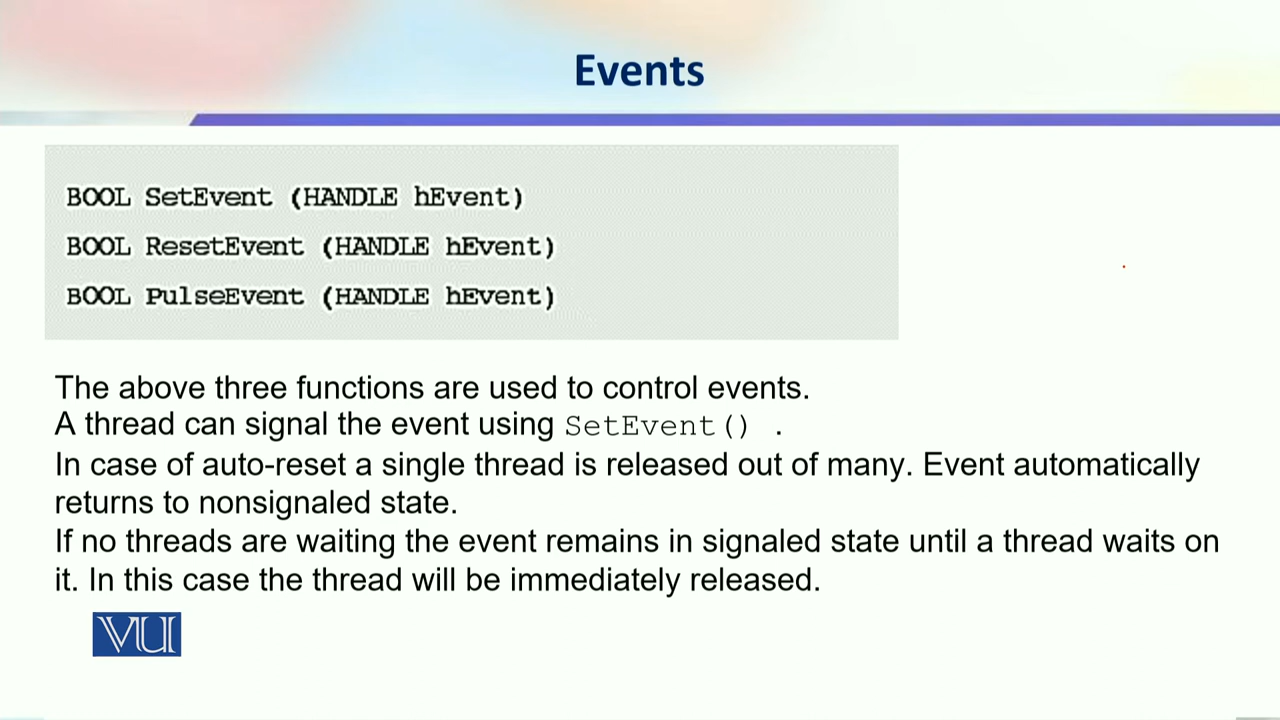 Events
BOOL SetEvent (HANDLE hEvent)
BOOL ResetEvent (HANDLE hEvent)
BOOL PulseEvent (HANDLE hEvent)
The above three functions are used to control events.
A thread can signal the event using SetEvent() .
In case of auto-reset a single thread is released out of many. Event automatically
returns to nonsignaled state.
If no threads are waiting the event remains in signaled state until a thread waits on
it. In this case the thread will be immediately released.
VU